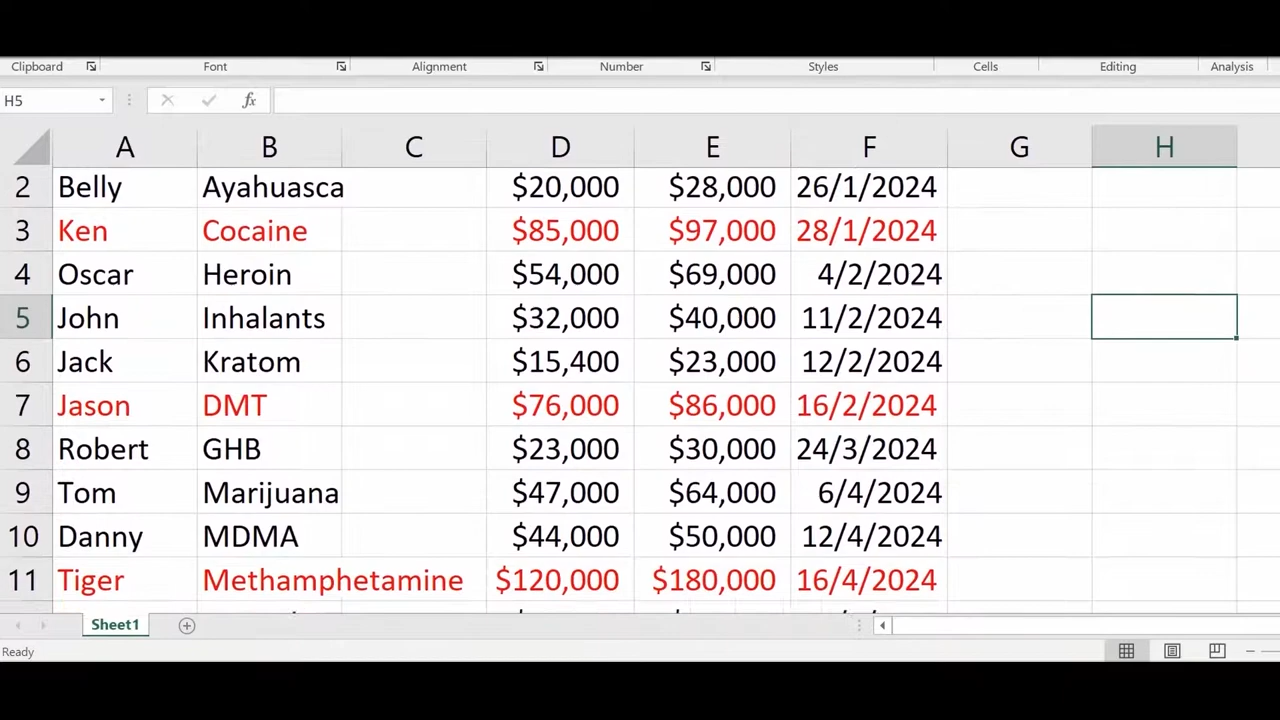 Clipboard Font Alignment Number Styles Cells Editing Analysis
H5 fx
A B C D E F G H
2 Belly Ayahuasca $20,000 $28,000 26/1/2024
3 Ken Cocaine $85,000 $97,000 28/1/2024
4 Oscar Heroin $54,000 $69,000 4/2/2024
5 John Inhalants $32,000 $40,000 11/2/2024
6 Jack Kratom $15,400 $23,000 12/2/2024
7 Jason DMT $76,000 $86,000 16/2/2024
8 Robert GHB $23,000 $30,000 24/3/2024
9 Tom Marijuana $47,000 $64,000 6/4/2024
10 Danny MDMA $44,000 $50,000 12/4/2024
11 Tiger Methamphetamine $120,000 $180,000 16/4/2024
Sheet1
Ready